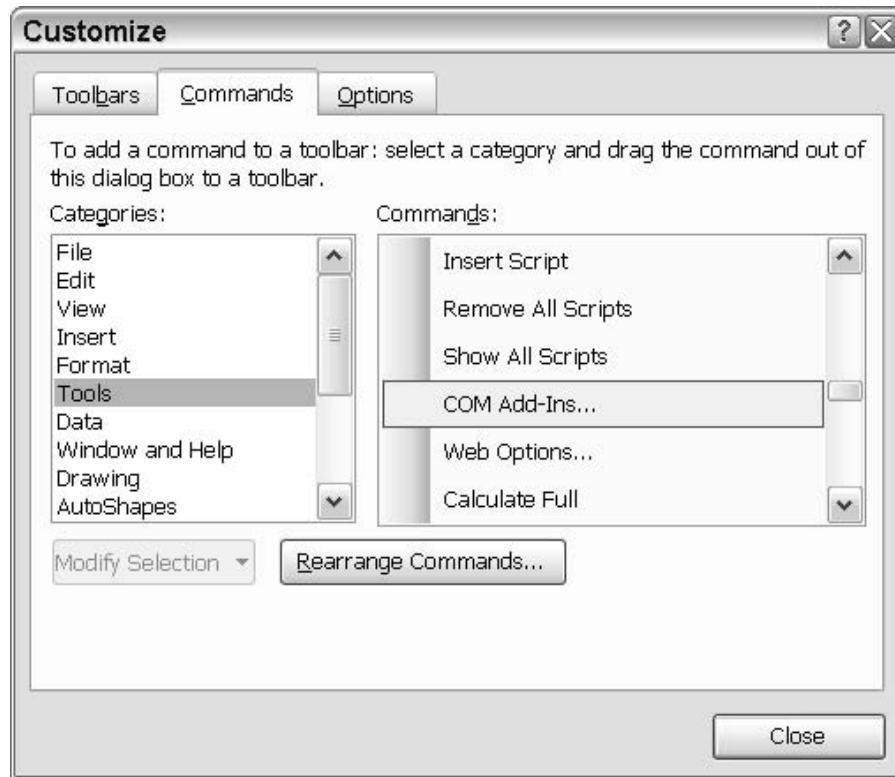 Customize
Toolbars Commands Options
To add a command to a toolbar: select a category and drag the command out of
this dialog box to a toolbar.
Categories:
File
Edit
View
Insert
Format
Tools
Data
Window and Help
Drawing
AutoShapes
Commands:
Insert Script
Remove All Scripts
Show All Scripts
COM Add-Ins...
Web Options...
Calculate Full
Modify Selection
Rearrange Commands...
Close